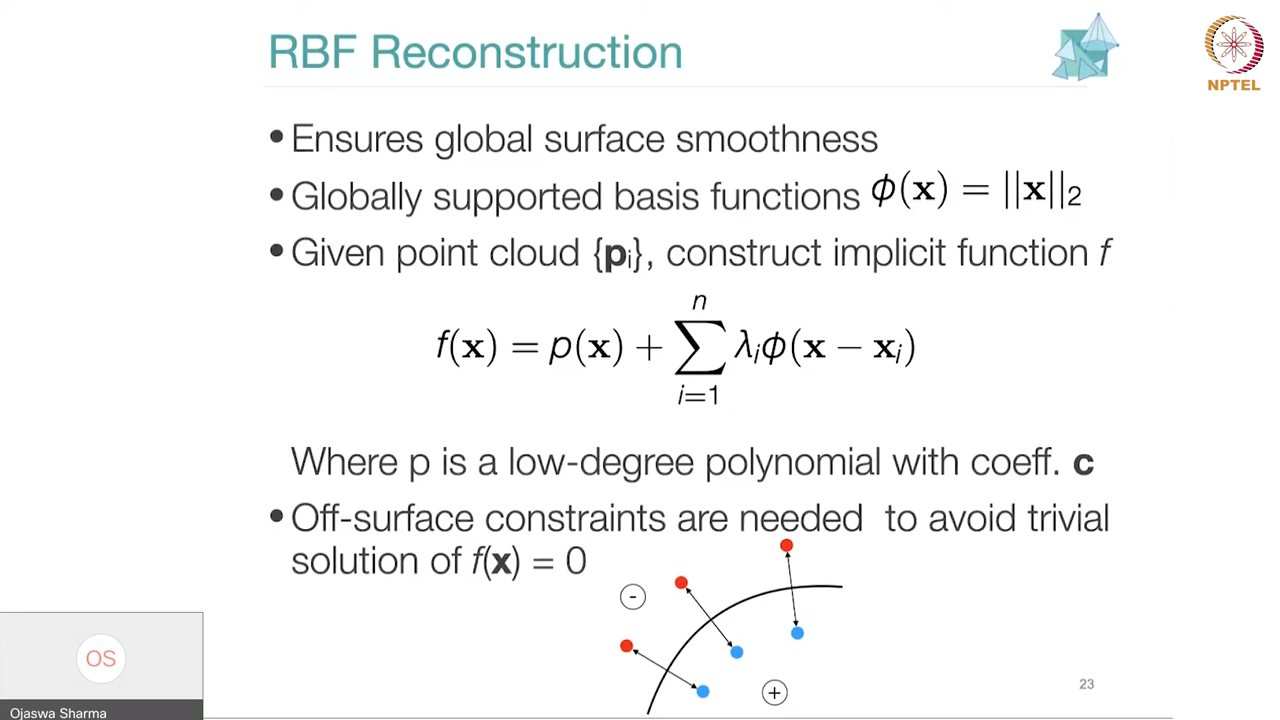 RBF Reconstruction
NPTEL
• Ensures global surface smoothness
• Globally supported basis functions ϕ(x) = ||x||₂
• Given point cloud {pᵢ}, construct implicit function f
n
f(x) = p(x) + ∑ λᵢϕ(x − xᵢ)
i=1
Where p is a low-degree polynomial with coeff. c
• Off-surface constraints are needed to avoid trivial
solution of f(x) = 0
-
+
OS
23
Ojaswa Sharma